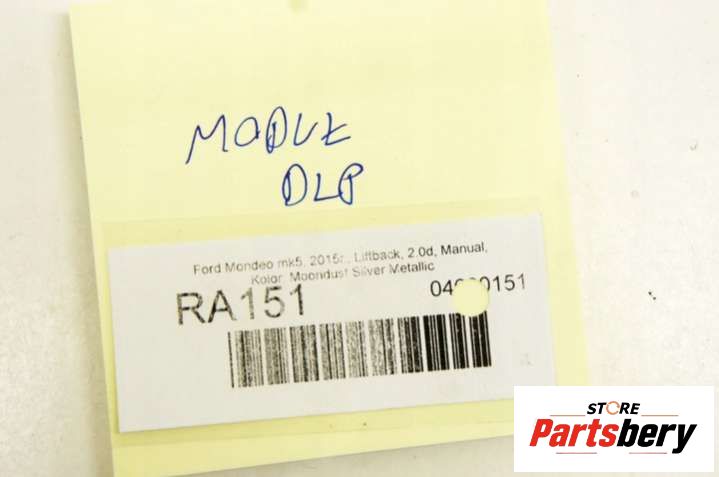 MODUŁ
DLP
Ford Mondeo mk5, 2015r., Liftback, 2.0d, Manual,
Kolor: Moondust Silver Metallic
RA151
STORE
Partsbery